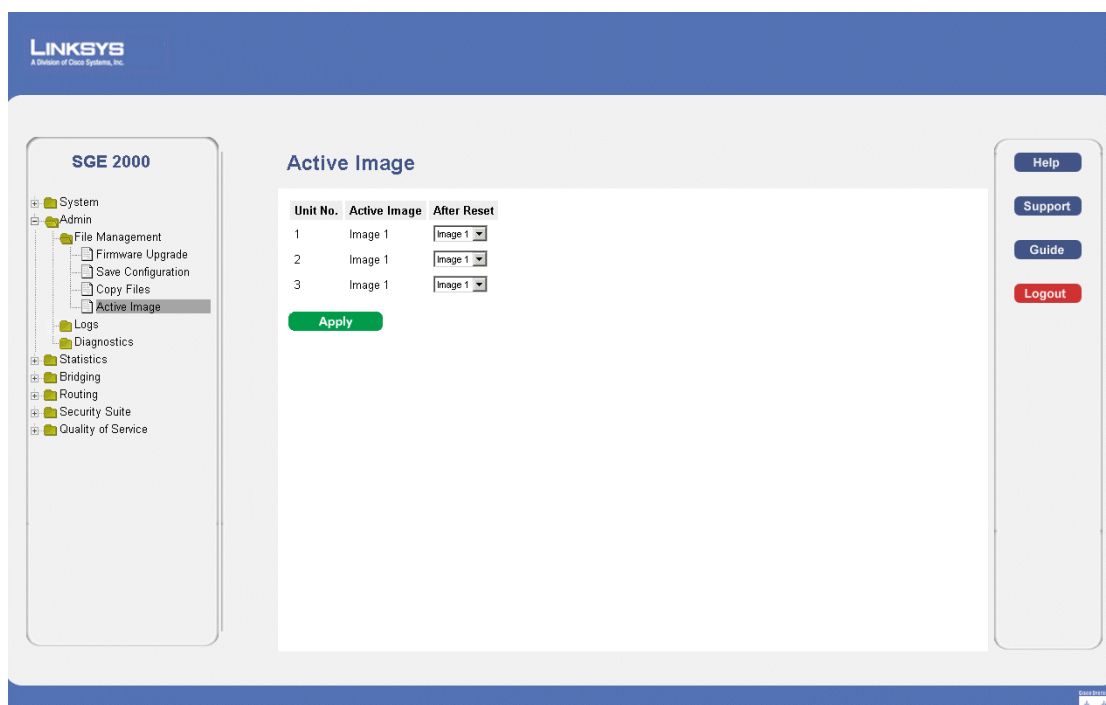 LINKSYS
A Division of Cisco Systems, Inc.
SGE 2000
System
Admin
File Management
Firmware Upgrade
Save Configuration
Copy Files
Active Image
Logs
Diagnostics
Statistics
Bridging
Routing
Security Suite
Quality of Service
Active Image
Unit No. Active Image After Reset
1 Image 1 Image 1
2 Image 1 Image 1
3 Image 1 Image 1
Apply
Help
Support
Guide
Logout